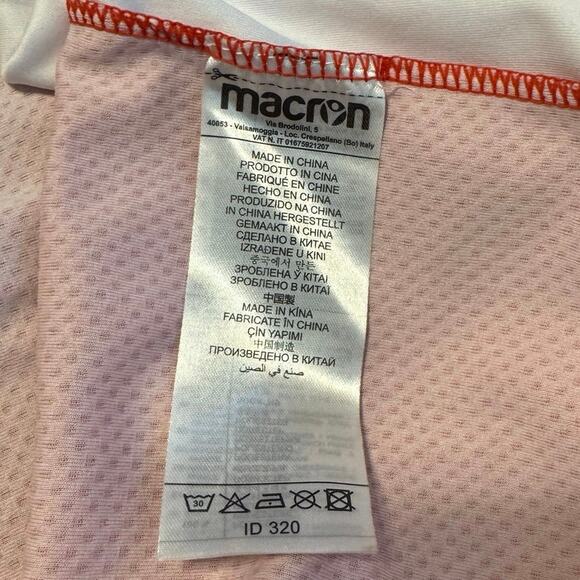 macron
Via Brodolini, 5
40053 - Valsamoggia - Loc. Crespellano (Bo) Italy
VAT N. IT 01675921207
MADE IN CHINA
PRODOTTO IN CINA
FABRIQUÉ EN CHINE
HECHO EN CHINA
PRODUZIDO NA CHINA
IN CHINA HERGESTELLT
GEMAAKT IN CHINA
СДЕЛАНО В КИТАЕ
IZRAĐENE U KINI
중국에서 만든
ЗРОБЛЕНА Ў КІТАІ
ЗРОБЛЕНО В КИТАЇ
中国製
MADE IN KÍNA
FABRICATE ÎN CHINA
ÇİN YAPIMI
中国制造
ПРОИЗВЕДЕНО В КИТАЙ
صنع في الصين
30
ID 320